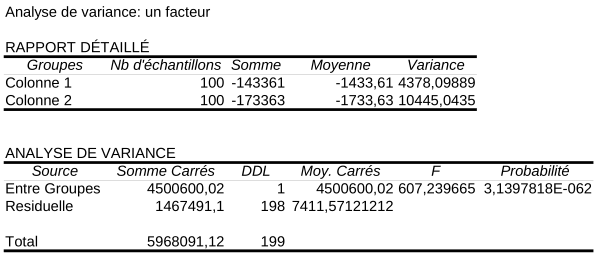 Analyse de variance: un facteur
RAPPORT DÉTAILLÉ
Groupes Nb d'échantillons Somme Moyenne Variance
Colonne 1 100 -143361 -1433,61 4378,09889
Colonne 2 100 -173363 -1733,63 10445,0435
ANALYSE DE VARIANCE
Source Somme Carrés DDL Moy. Carrés F Probabilité
Entre Groupes 4500600,02 1 4500600,02 607,239665 3,1397818E-062
Residuelle 1467491,1 198 7411,57121212
Total 5968091,12 199